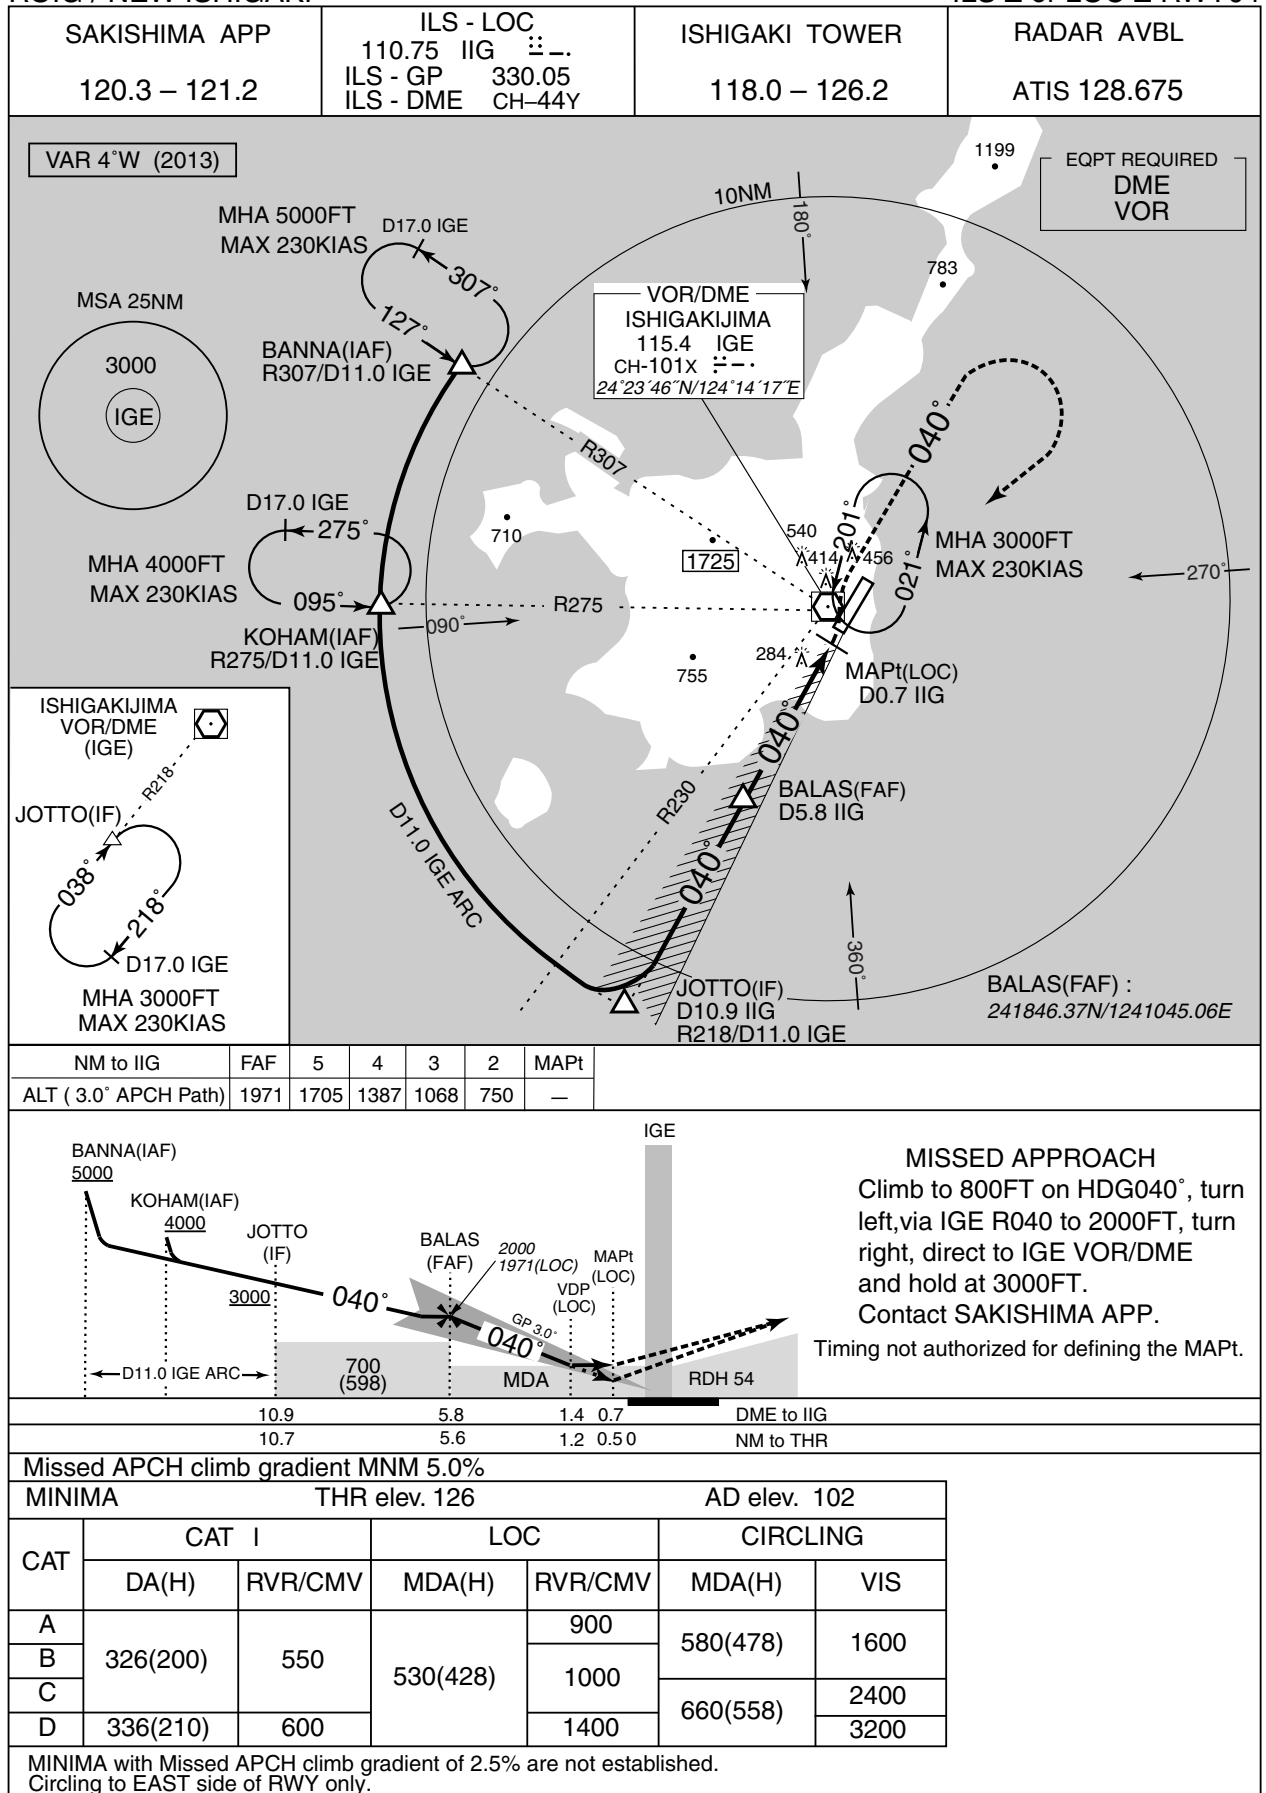 SAKISHIMA APP
120.3 – 121.2
ILS - LOC
110.75 IIG
ILS - GP 330.05
ILS - DME CH–44Y
ISHIGAKI TOWER
118.0 – 126.2
RADAR AVBL
ATIS 128.675
VAR 4°W (2013)
EQPT REQUIRED
DME
VOR
1199
783
10NM
180°
MHA 5000FT
MAX 230KIAS
D17.0 IGE
307°
127°
BANNA(IAF)
R307/D11.0 IGE
MSA 25NM
3000
IGE
VOR/DME
ISHIGAKIJIMA
115.4 IGE
CH-101X
24°23´46˝N/124°14´17˝E
R307
040°
D17.0 IGE
275°
MHA 4000FT
MAX 230KIAS
095°
KOHAM(IAF)
R275/D11.0 IGE
090°
R275
710
1725
540
414
456
201°
021°
MHA 3000FT
MAX 230KIAS
270°
755
284
MAPt(LOC)
D0.7 IIG
040°
BALAS(FAF)
D5.8 IIG
R230
040°
D11.0 IGE ARC
360°
JOTTO(IF)
D10.9 IIG
R218/D11.0 IGE
BALAS(FAF) :
241846.37N/1241045.06E
ISHIGAKIJIMA
VOR/DME
(IGE)
R218
JOTTO(IF)
038°
218°
D17.0 IGE
MHA 3000FT
MAX 230KIAS
NM to IIG FAF 5 4 3 2 MAPt
ALT ( 3.0° APCH Path) 1971 1705 1387 1068 750 —
BANNA(IAF)
5000
KOHAM(IAF)
4000
JOTTO
(IF)
3000
040°
BALAS
(FAF)
2000
1971(LOC)
VDP
(LOC)
MAPt
(LOC)
IGE
GP 3.0°
040°
D11.0 IGE ARC
700
(598)
MDA
RDH 54
MISSED APPROACH
Climb to 800FT on HDG040°, turn
left,via IGE R040 to 2000FT, turn
right, direct to IGE VOR/DME
and hold at 3000FT.
Contact SAKISHIMA APP.
Timing not authorized for defining the MAPt.
10.9 5.8 1.4 0.7 DME to IIG
10.7 5.6 1.2 0.5 0 NM to THR
Missed APCH climb gradient MNM 5.0%
MINIMA THR elev. 126 AD elev. 102
CAT CAT I LOC CIRCLING
DA(H) RVR/CMV MDA(H) RVR/CMV MDA(H) VIS
A 326(200) 550 530(428) 900 580(478) 1600
B 1000
C 660(558) 2400
D 336(210) 600 1400 3200
MINIMA with Missed APCH climb gradient of 2.5% are not established.
Circling to EAST side of RWY only.